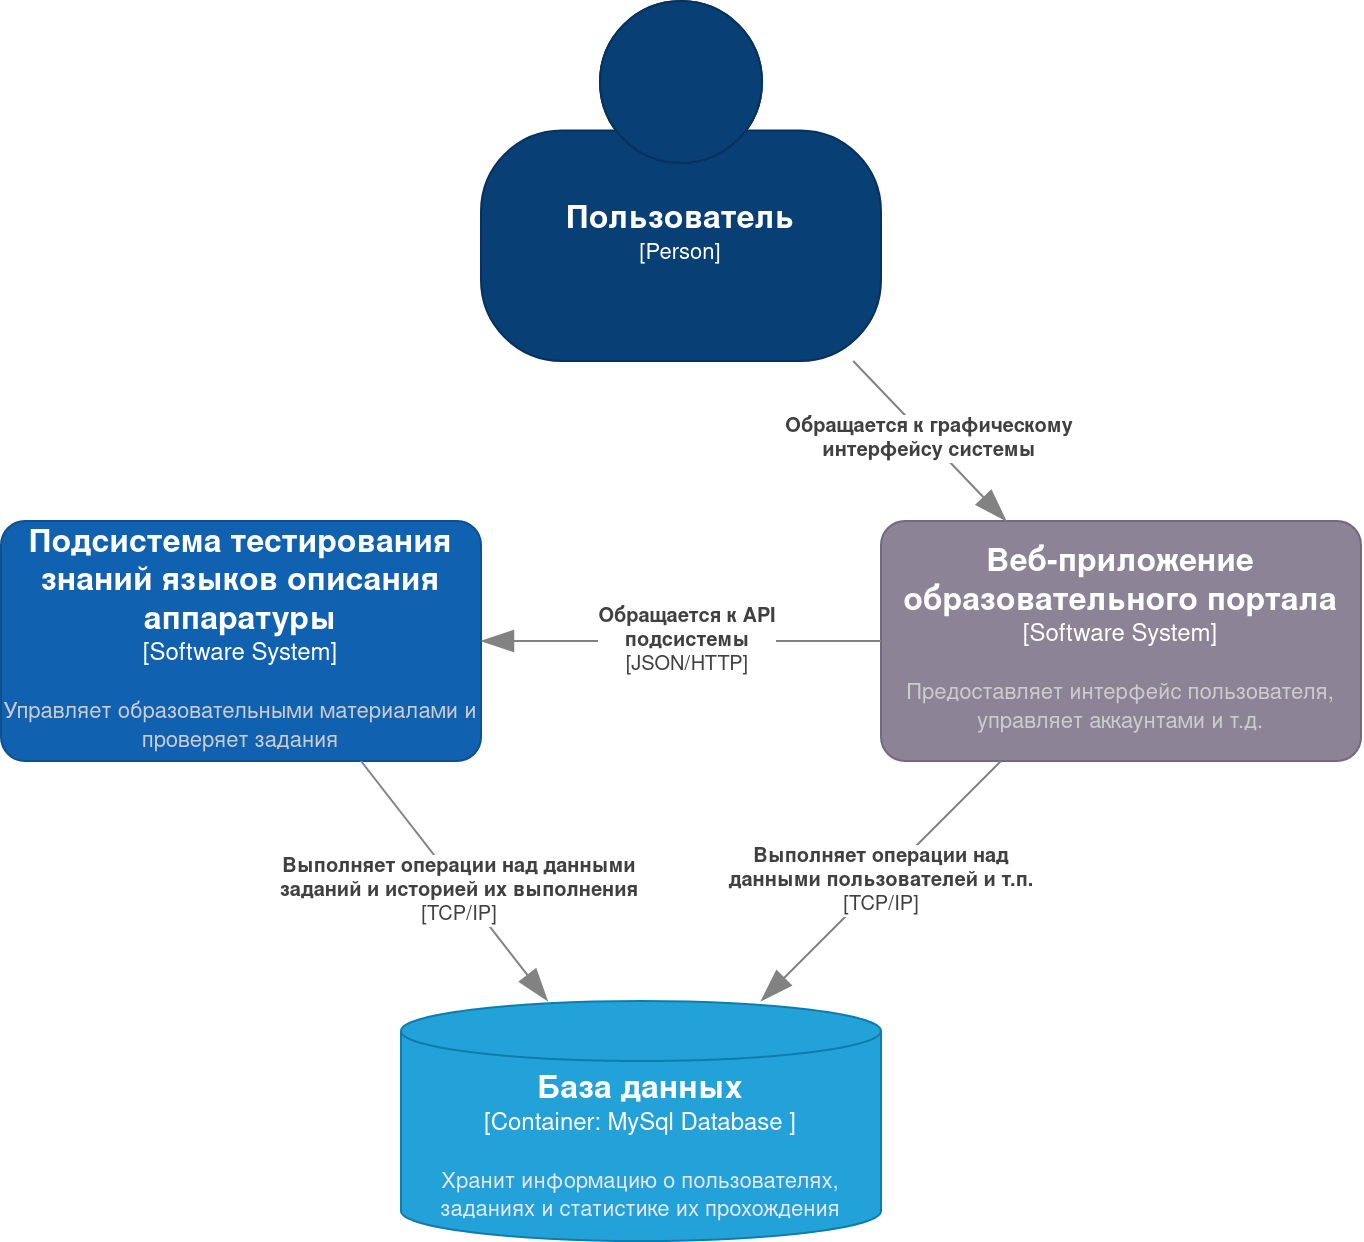 Пользователь
[Person]
Обращается к графическому
интерфейсу системы
Подсистема тестирования
знаний языков описания
аппаратуры
[Software System]
Управляет образовательными материалами и
проверяет задания
Обращается к API
подсистемы
[JSON/HTTP]
Веб-приложение
образовательного портала
[Software System]
Предоставляет интерфейс пользователя,
управляет аккаунтами и т.д.
Выполняет операции над данными
заданий и историей их выполнения
[TCP/IP]
Выполняет операции над
данными пользователей и т.п.
[TCP/IP]
База данных
[Container: MySql Database ]
Хранит информацию о пользователях,
заданиях и статистике их прохождения